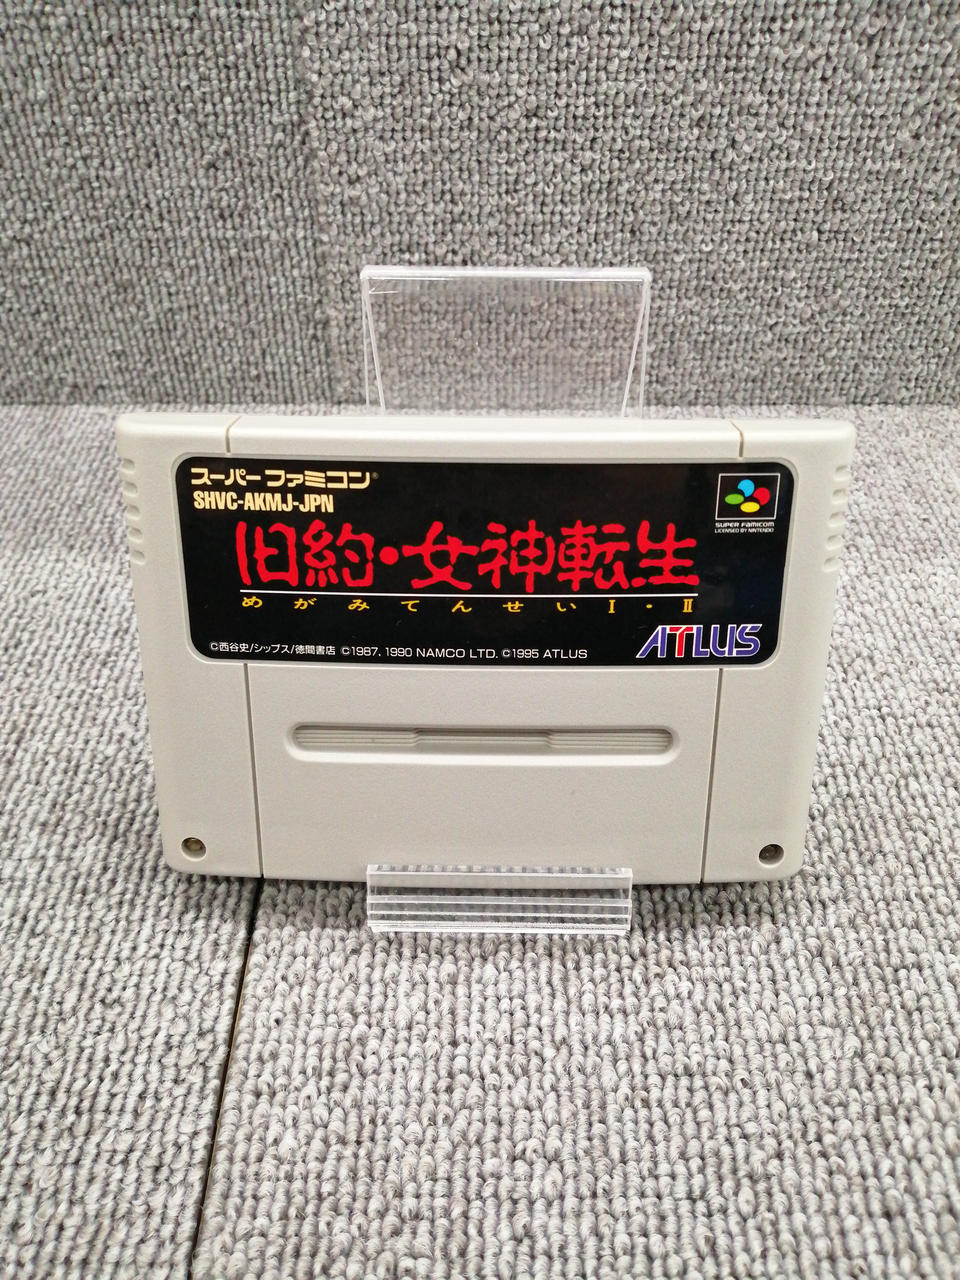 スーパーファミコン®
SHVC-AKMJ-JPN
SUPER FAMICOM
LICENSED BY NINTENDO
旧約・女神転生
めがみてんせいⅠ・Ⅱ
©西谷史/シップス/徳間書店 ©1987, 1990 NAMCO LTD. ©1995 ATLUS
ATLUS